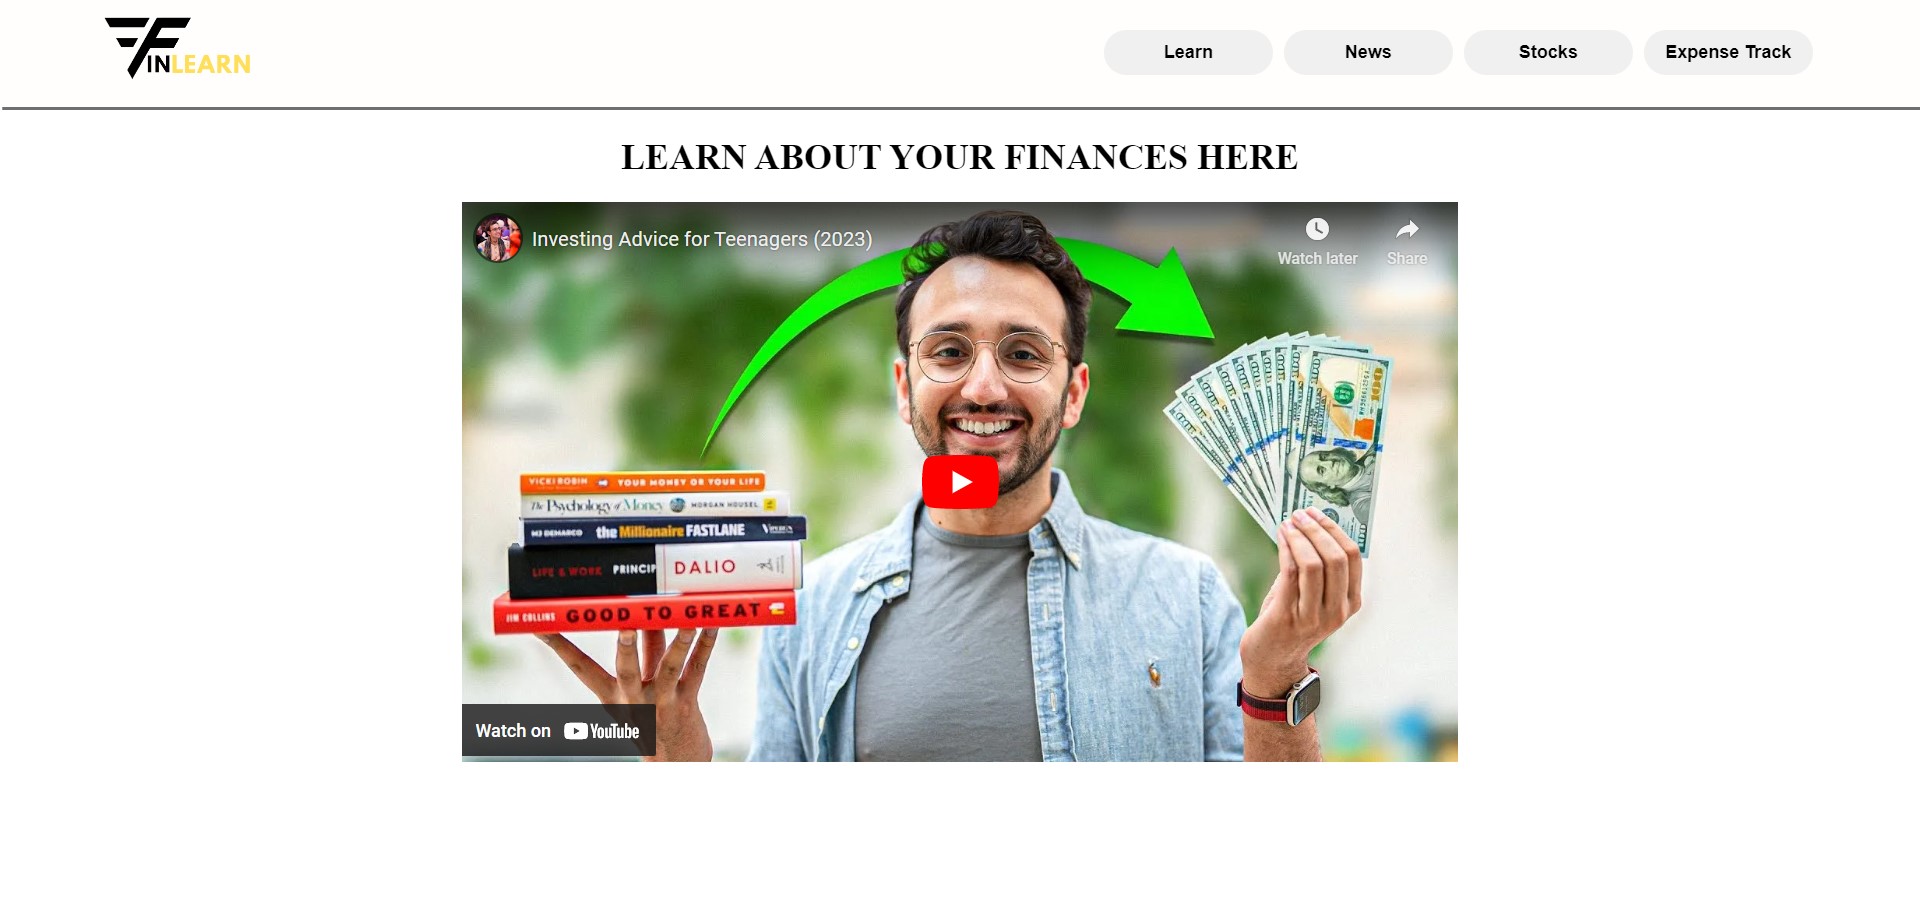 FINLEARN
Learn
News
Stocks
Expense Track
LEARN ABOUT YOUR FINANCES HERE
Investing Advice for Teenagers (2023)
Watch later
Share
VICKI ROBIN YOUR MONEY OR YOUR LIFE
The Psychology of Money MORGAN HOUSEL
MJ DEMARCO the Millionaire FASTLANE
LIFE & WORK PRINCIP DALIO
JIM COLLINS GOOD TO GREAT
100
Watch on YouTube